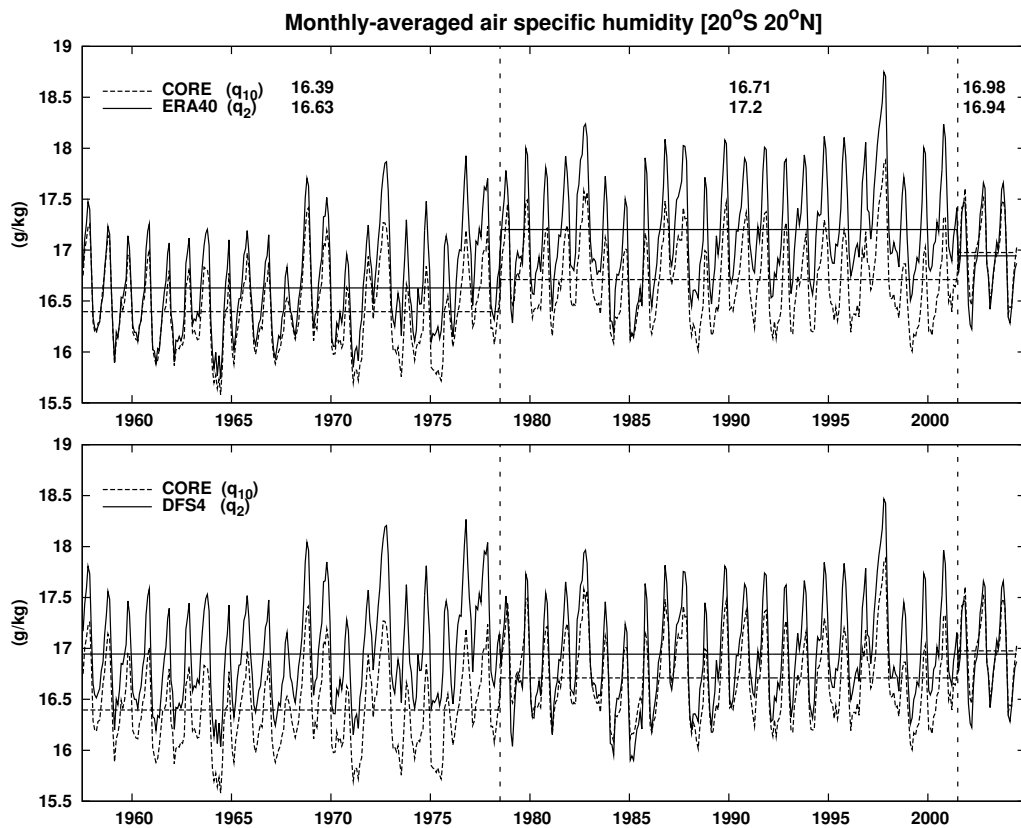 Monthly-averaged air specific humidity [20°S 20°N]
19
18.5
18
17.5
17
16.5
16
15.5
(g/kg)
CORE (q10) 16.39 16.71 16.98
ERA40 (q2) 16.63 17.2 16.94
1960 1965 1970 1975 1980 1985 1990 1995 2000
19
18.5
18
17.5
17
16.5
16
15.5
(g/kg)
CORE (q10)
DFS4 (q2)
1960 1965 1970 1975 1980 1985 1990 1995 2000